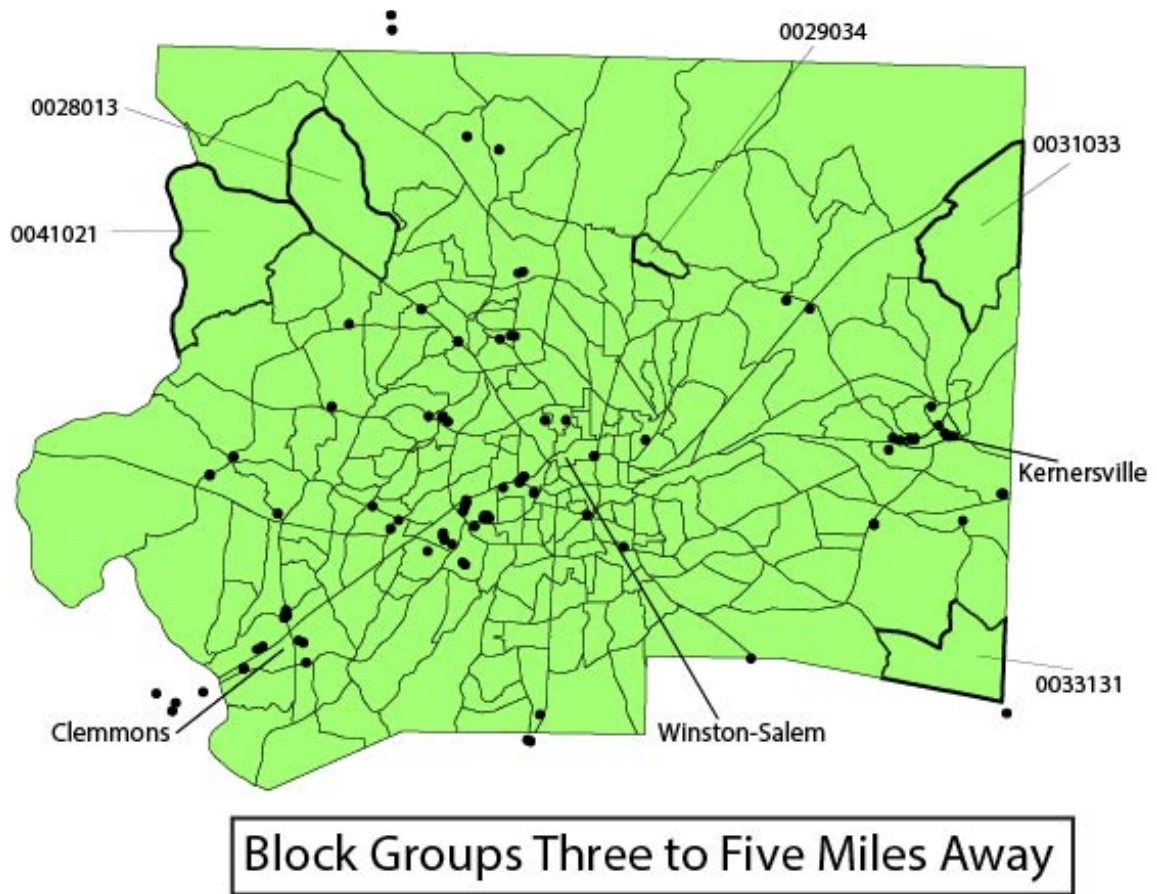 0029034
0028013
0031033
0041021
Kernersville
0033131
Clemmons
Winston-Salem
Block Groups Three to Five Miles Away